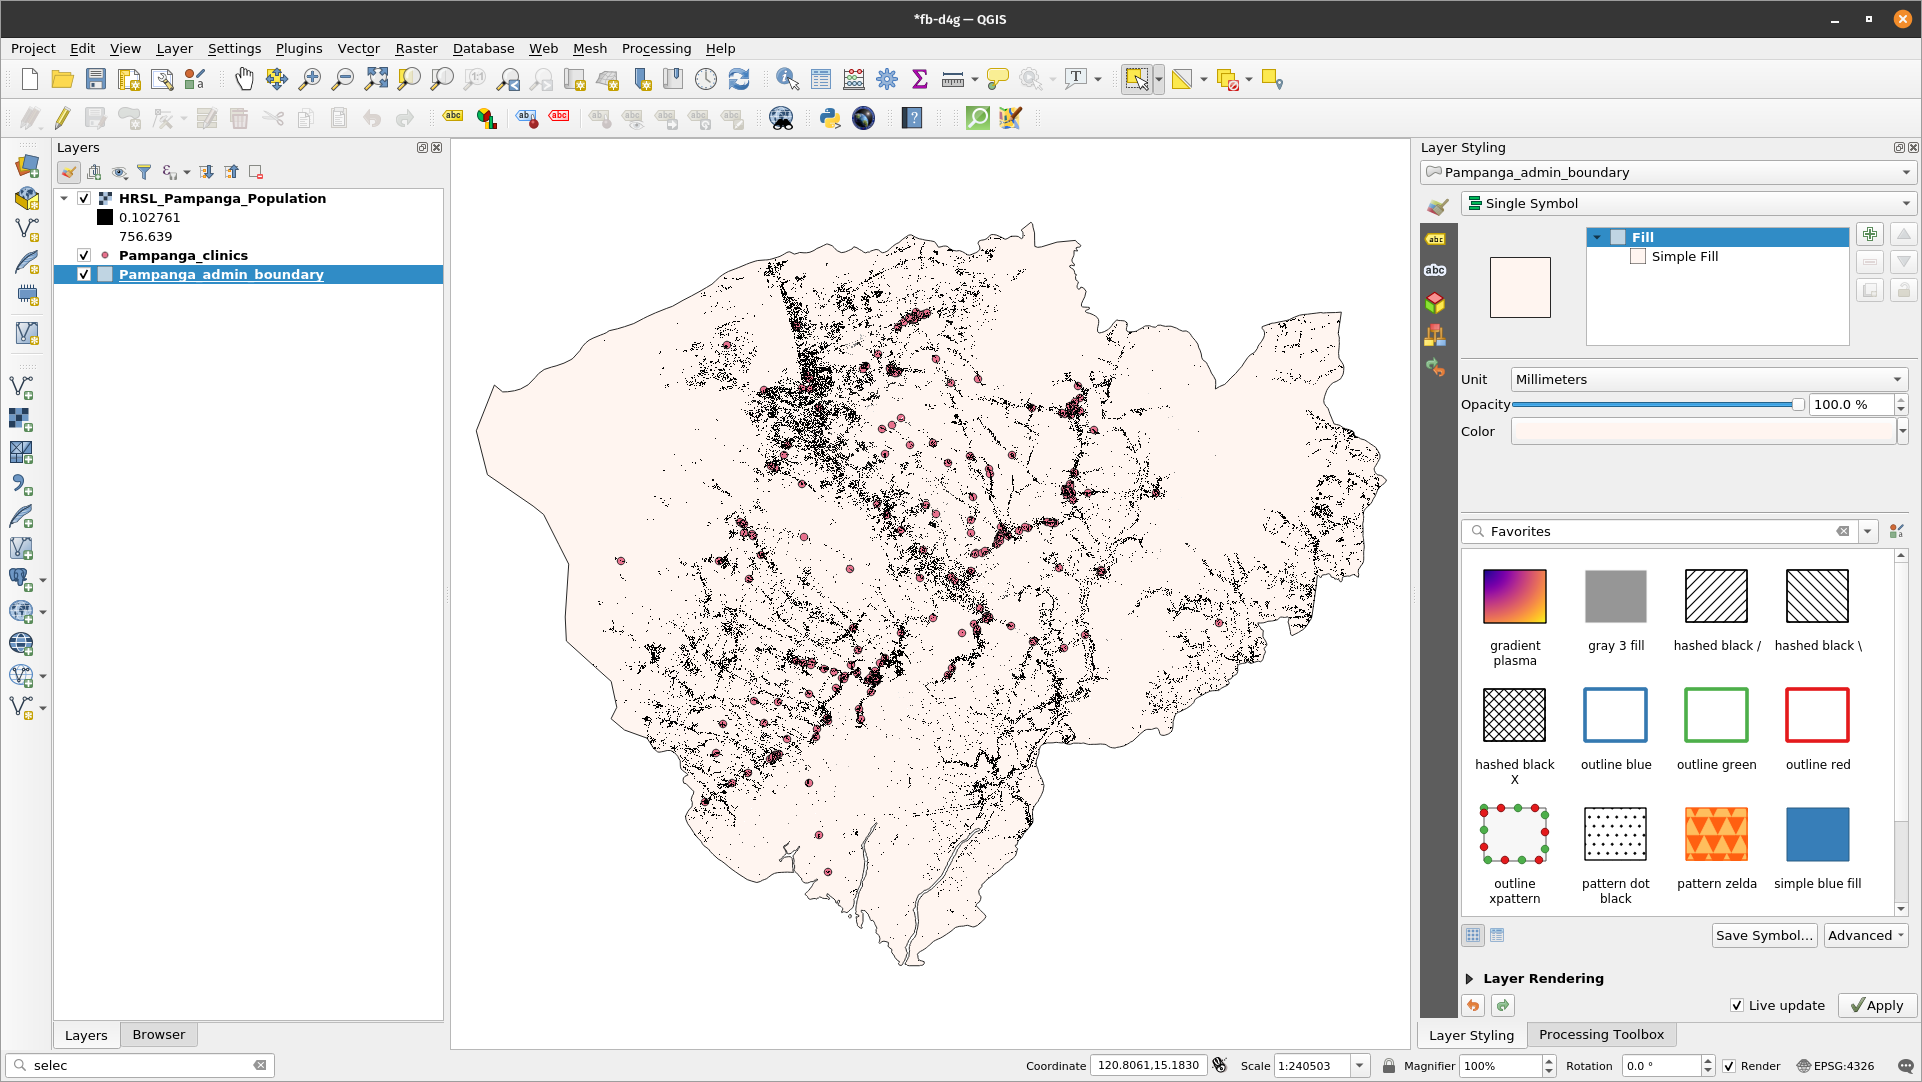 *fb-d4g — QGIS
Project Edit View Layer Settings Plugins Vector Raster Database Web Mesh Processing Help
Layers
HRSL_Pampanga_Population
0.102761
756.639
Pampanga_clinics
Pampanga_admin_boundary
Layers Browser
selec
Layer Styling
Pampanga_admin_boundary
Single Symbol
Fill
Simple Fill
Unit Millimeters
Opacity 100.0 %
Color
Favorites
gradient plasma
gray 3 fill
hashed black /
hashed black \
hashed black X
outline blue
outline green
outline red
outline xpattern
pattern dot black
pattern zelda
simple blue fill
Save Symbol... Advanced
Layer Rendering
Live update Apply
Layer Styling Processing Toolbox
Coordinate 120.8061,15.1830 Scale 1:240503 Magnifier 100% Rotation 0.0 ° Render EPSG:4326